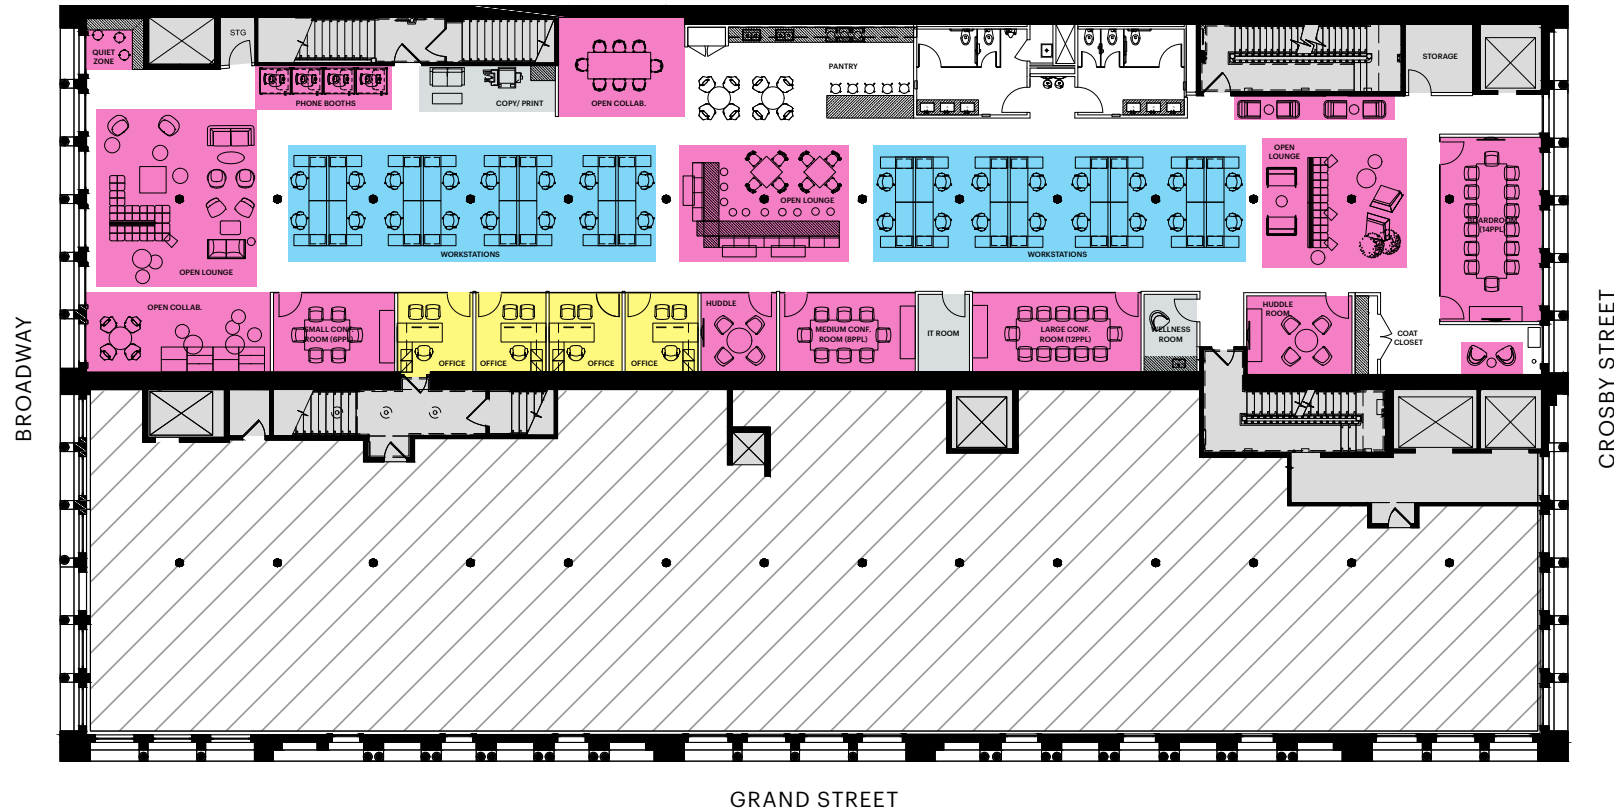 STG
QUIET
ZONE
PHONE BOOTHS
COPY/ PRINT
OPEN COLLAB.
PANTRY
STORAGE
OPEN LOUNGE
WORKSTATIONS
OPEN LOUNGE
WORKSTATIONS
OPEN
LOUNGE
BOARDROOM
(14PPL)
OPEN COLLAB.
SMALL CONF.
ROOM (6PPL)
OFFICE
OFFICE
OFFICE
OFFICE
HUDDLE
MEDIUM CONF.
ROOM (8PPL)
IT ROOM
LARGE CONF.
ROOM (12PPL)
WELLNESS
ROOM
HUDDLE
ROOM
COAT
CLOSET
BROADWAY
CROSBY STREET
GRAND STREET